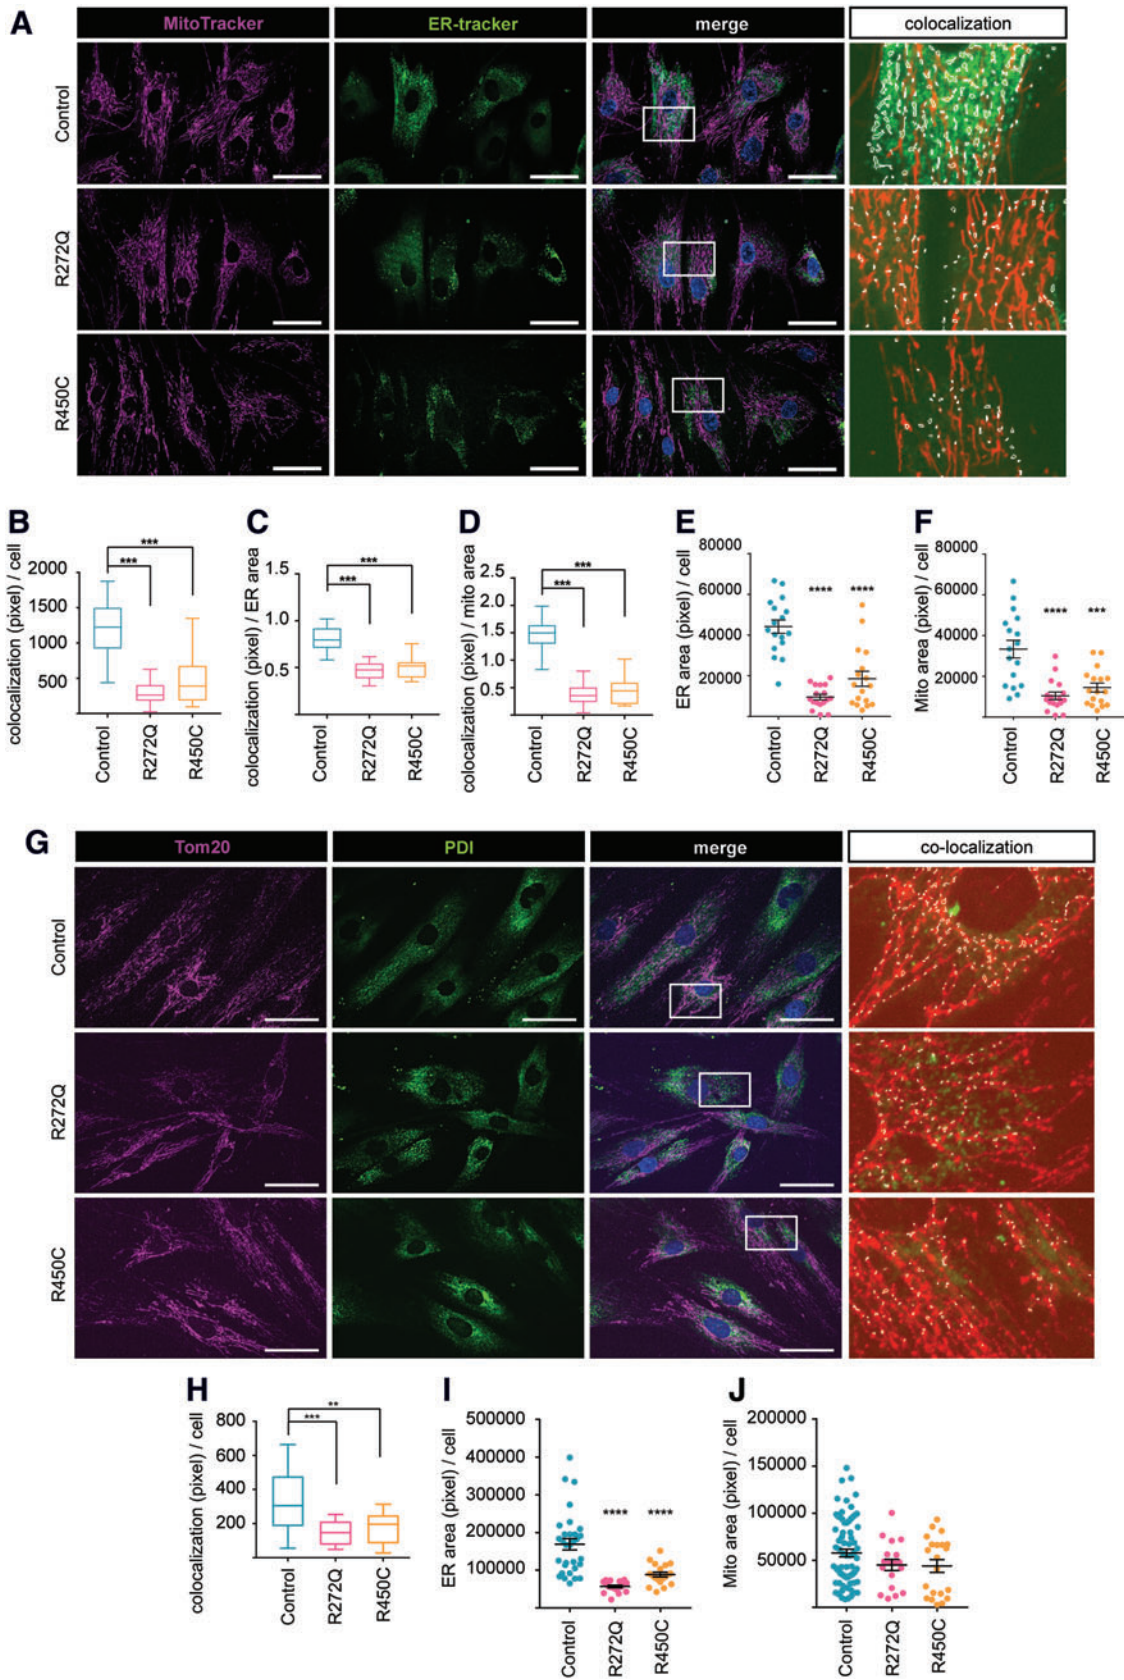 A
MitoTracker
ER-tracker
merge
colocalization
Control
R272Q
R450C
B
colocalization (pixel) / cell
2000
1500
1000
500
***
***
Control
R272Q
R450C
C
colocalization (pixel) / ER area
1.5
1.0
0.5
***
***
Control
R272Q
R450C
D
colocalization (pixel) / mito area
2.5
2.0
1.5
1.0
0.5
***
***
Control
R272Q
R450C
E
ER area (pixel) / cell
80000
60000
40000
20000
****
****
Control
R272Q
R450C
F
Mito area (pixel) / cell
80000
60000
40000
20000
****
***
Control
R272Q
R450C
G
Tom20
PDI
merge
co-localization
Control
R272Q
R450C
H
colocalization (pixel) / cell
800
600
400
200
**
***
Control
R272Q
R450C
I
ER area (pixel) / cell
500000
400000
300000
200000
100000
****
****
Control
R272Q
R450C
J
Mito area (pixel) / cell
200000
150000
100000
50000
Control
R272Q
R450C